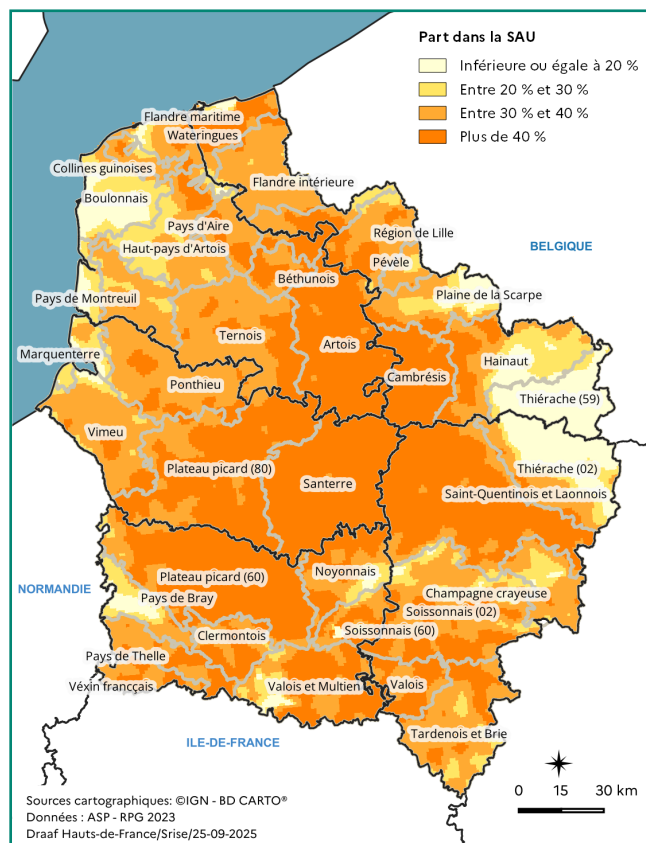 Part dans la SAU
Inférieure ou égale à 20 %
Entre 20 % et 30 %
Entre 30 % et 40 %
Plus de 40 %
Flandre maritime
Wateringues
Collines guinoises
Flandre intérieure
Boulonnais
Pays d'Aire
Région de Lille
BELGIQUE
Haut-pays d'Artois
Pévèle
Béthunois
Plaine de la Scarpe
Pays de Montreuil
Ternois
Artois
Marquenterre
Hainaut
Ponthieu
Cambrésis
Thiérache (59)
Vimeu
Plateau picard (80)
Santerre
Thiérache (02)
Saint-Quentinois et Laonnois
Noyonnais
Plateau picard (60)
NORMANDIE
Champagne crayeuse
Pays de Bray
Soissonnais (02)
Clermontois
Soissonnais (60)
Pays de Thelle
Véxin françcais
Valois et Multien
Valois
Tardenois et Brie
ILE-DE-FRANCE
0 15 30 km
Sources cartographiques: ©IGN - BD CARTO®
Données : ASP - RPG 2023
Draaf Hauts-de-France/Srise/25-09-2025